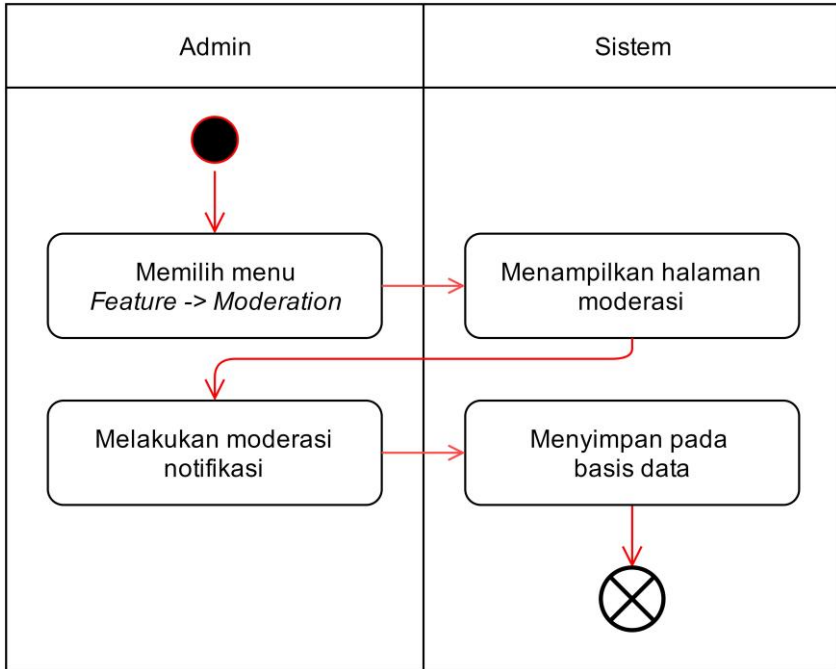 Admin
Sistem
Memilih menu
Feature -> Moderation
Menampilkan halaman
moderasi
Melakukan moderasi
notifikasi
Menyimpan pada
basis data